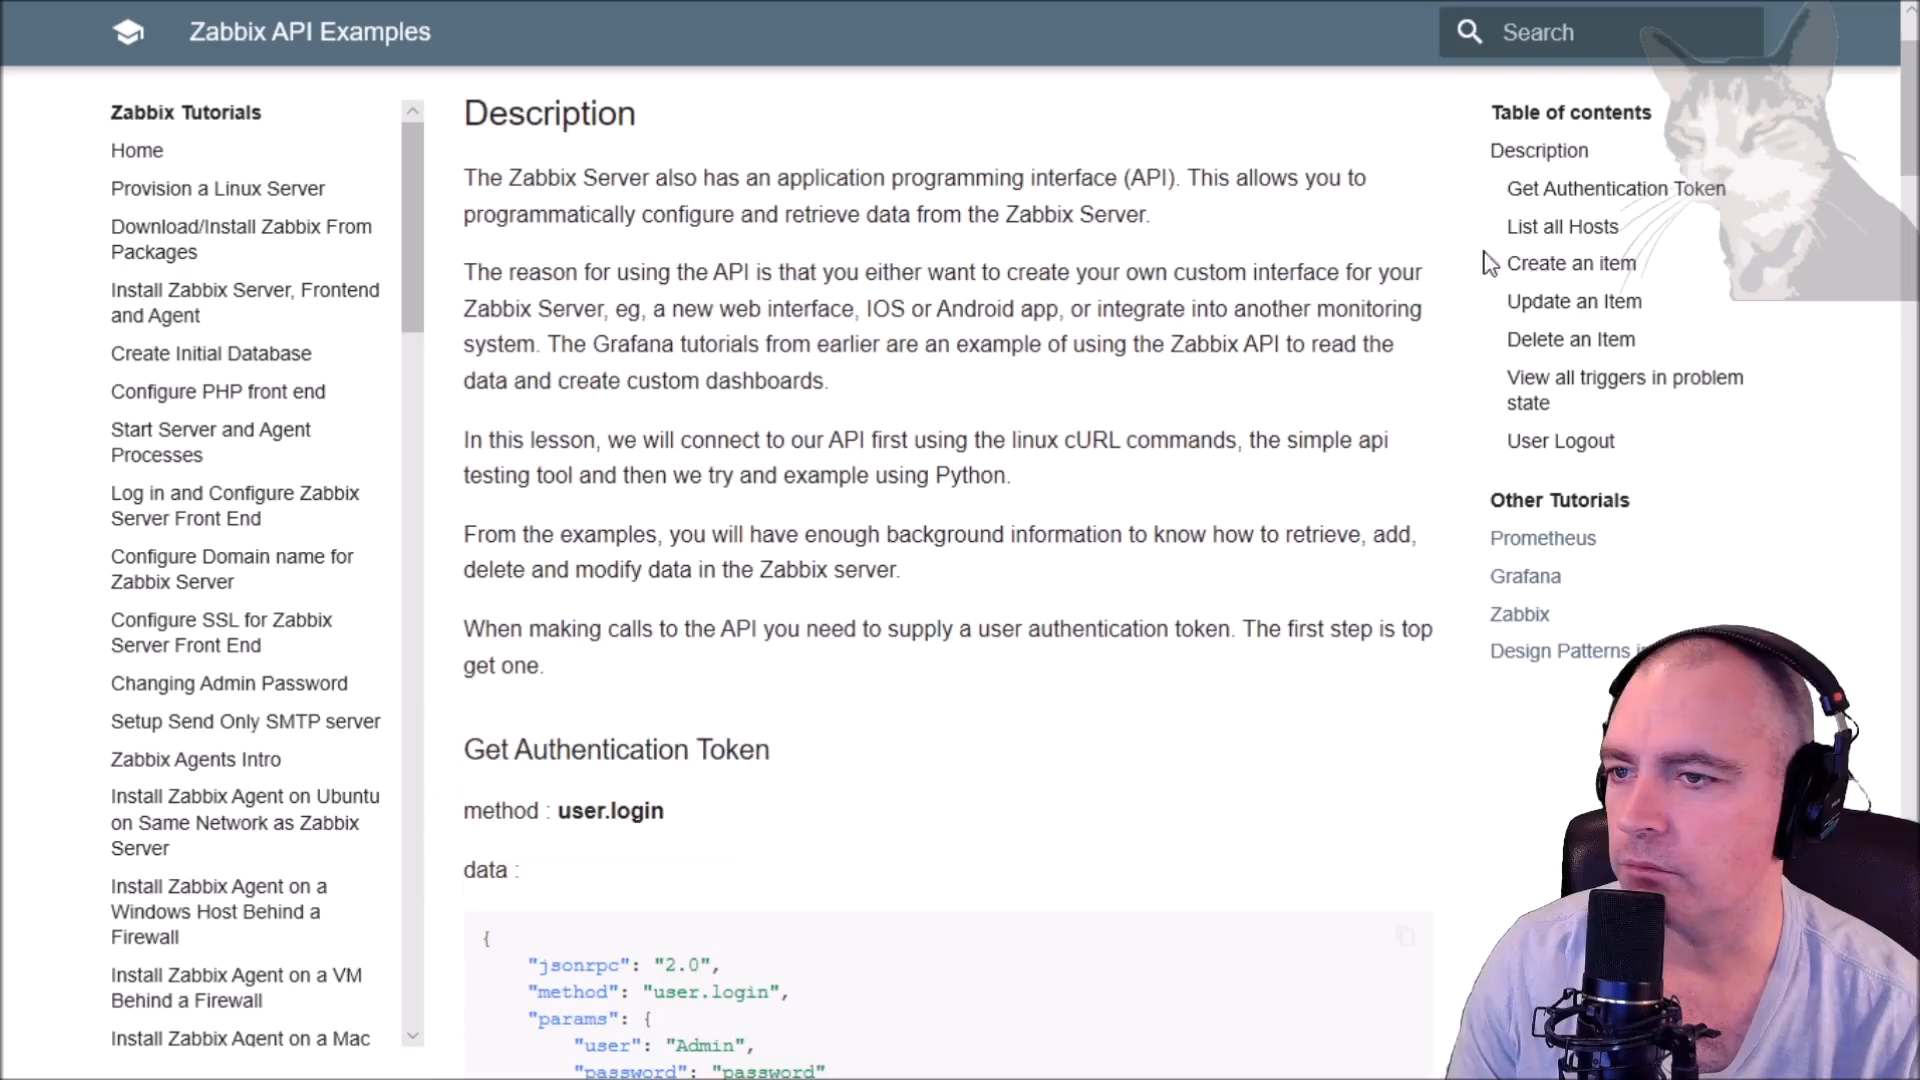 Zabbix API Examples
Search
Zabbix Tutorials
Home
Provision a Linux Server
Download/Install Zabbix From
Packages
Install Zabbix Server, Frontend
and Agent
Create Initial Database
Configure PHP front end
Start Server and Agent
Processes
Log in and Configure Zabbix
Server Front End
Configure Domain name for
Zabbix Server
Configure SSL for Zabbix
Server Front End
Changing Admin Password
Setup Send Only SMTP server
Zabbix Agents Intro
Install Zabbix Agent on Ubuntu
on Same Network as Zabbix
Server
Install Zabbix Agent on a
Windows Host Behind a
Firewall
Install Zabbix Agent on a VM
Behind a Firewall
Install Zabbix Agent on a Mac
Description
The Zabbix Server also has an application programming interface (API). This allows you to
programmatically configure and retrieve data from the Zabbix Server.
The reason for using the API is that you either want to create your own custom interface for your
Zabbix Server, eg, a new web interface, IOS or Android app, or integrate into another monitoring
system. The Grafana tutorials from earlier are an example of using the Zabbix API to read the
data and create custom dashboards.
In this lesson, we will connect to our API first using the linux cURL commands, the simple api
testing tool and then we try and example using Python.
From the examples, you will have enough background information to know how to retrieve, add,
delete and modify data in the Zabbix server.
When making calls to the API you need to supply a user authentication token. The first step is top
get one.
Get Authentication Token
method : user.login
data :
{
"jsonrpc": "2.0",
"method": "user.login",
"params": {
"user": "Admin",
"password": "password"
Table of contents
Description
Get Authentication Token
List all Hosts
Create an item
Update an Item
Delete an Item
View all triggers in problem
state
User Logout
Other Tutorials
Prometheus
Grafana
Zabbix
Design Patterns